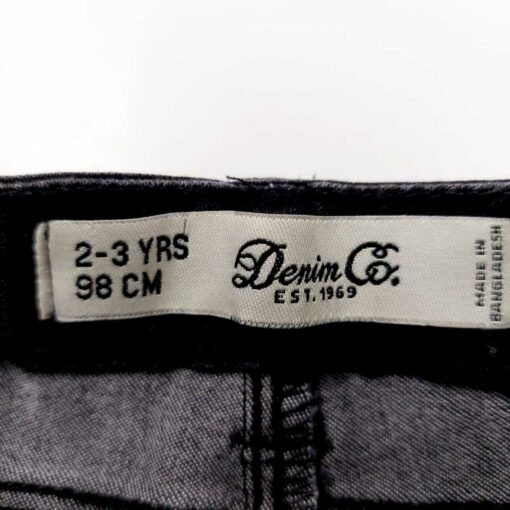 2-3 YRS
98 CM
Denim Co.
EST. 1969
MADE IN
BANGLADESH